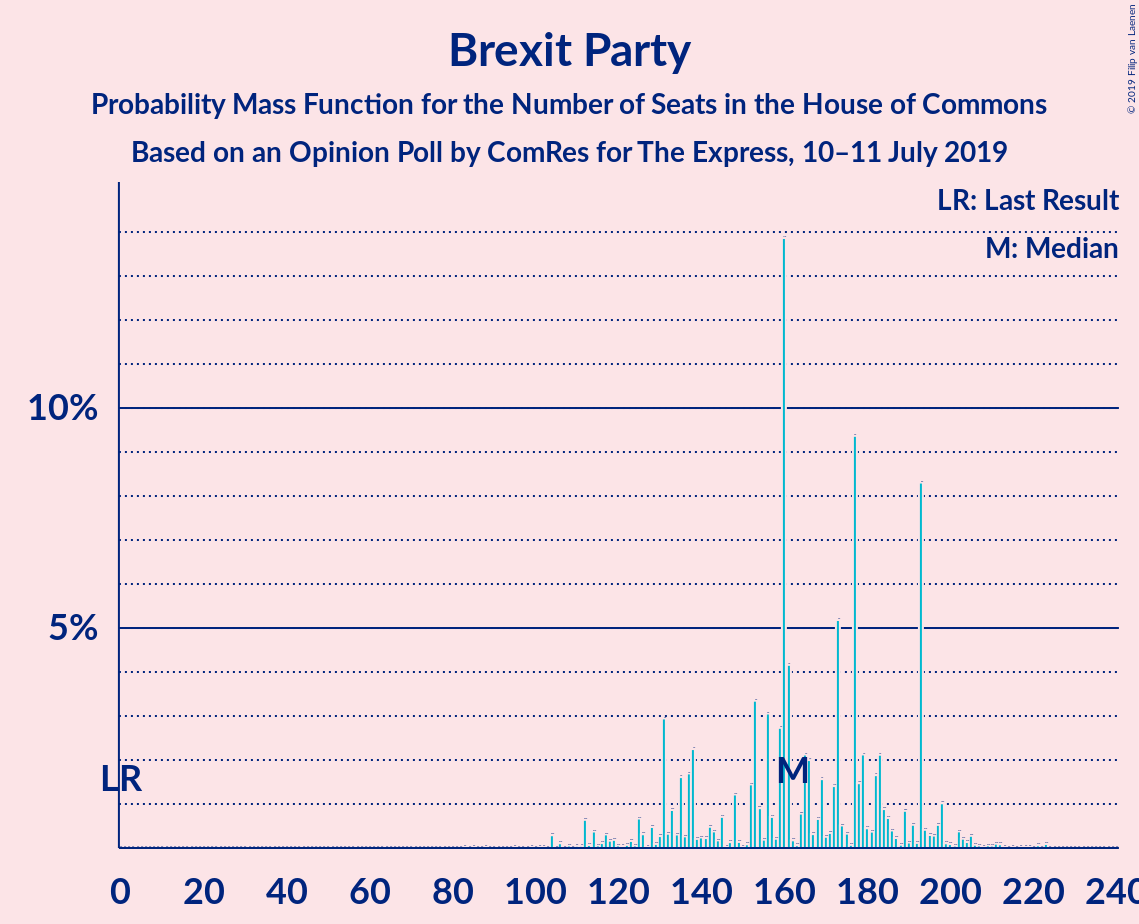 Brexit Party
Probability Mass Function for the Number of Seats in the House of Commons
Based on an Opinion Poll by ComRes for The Express, 10–11 July 2019
© 2019 Filip van Laenen
LR: Last Result
M: Median
10%
5%
LR
M
0 20 40 60 80 100 120 140 160 180 200 220 240